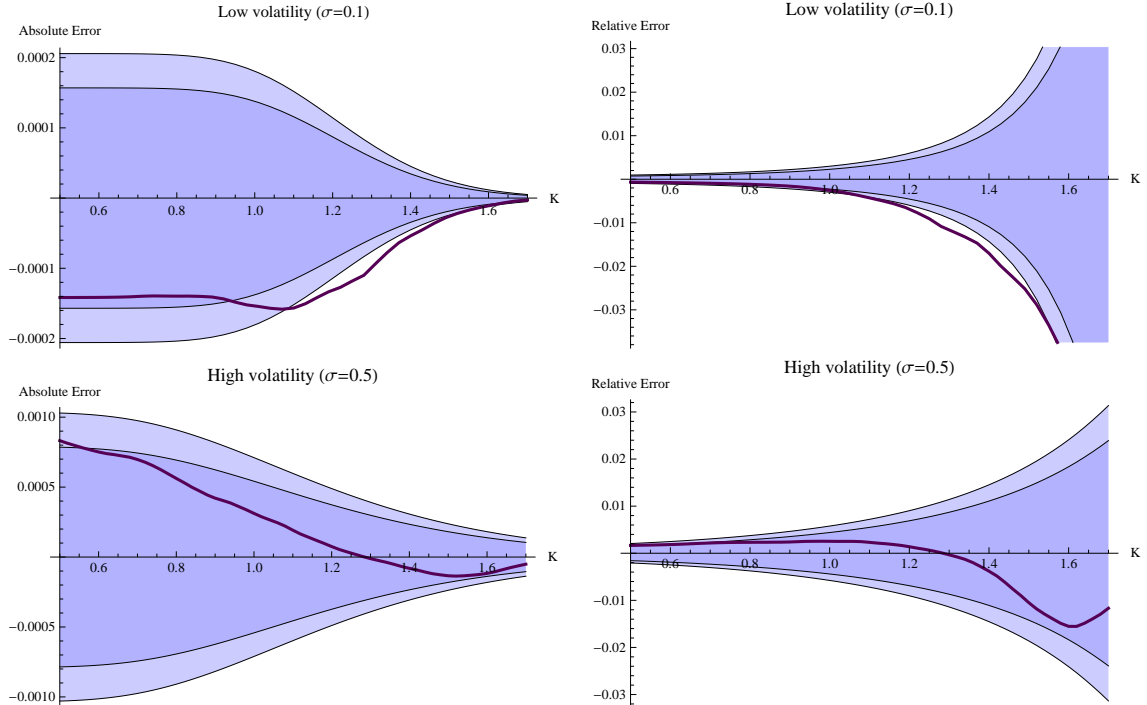 Low volatility (σ=0.1)
Absolute Error
0.0002
0.0001
−0.0001
−0.0002
0.6 0.8 1.0 1.2 1.4 1.6 K
Low volatility (σ=0.1)
Relative Error
0.03
0.02
0.01
−0.01
−0.02
−0.03
0.6 0.8 1.0 1.2 1.4 1.6 K
High volatility (σ=0.5)
Absolute Error
0.0010
0.0005
−0.0005
−0.0010
0.6 0.8 1.0 1.2 1.4 1.6 K
High volatility (σ=0.5)
Relative Error
0.03
0.02
0.01
−0.01
−0.02
−0.03
0.6 0.8 1.0 1.2 1.4 1.6 K